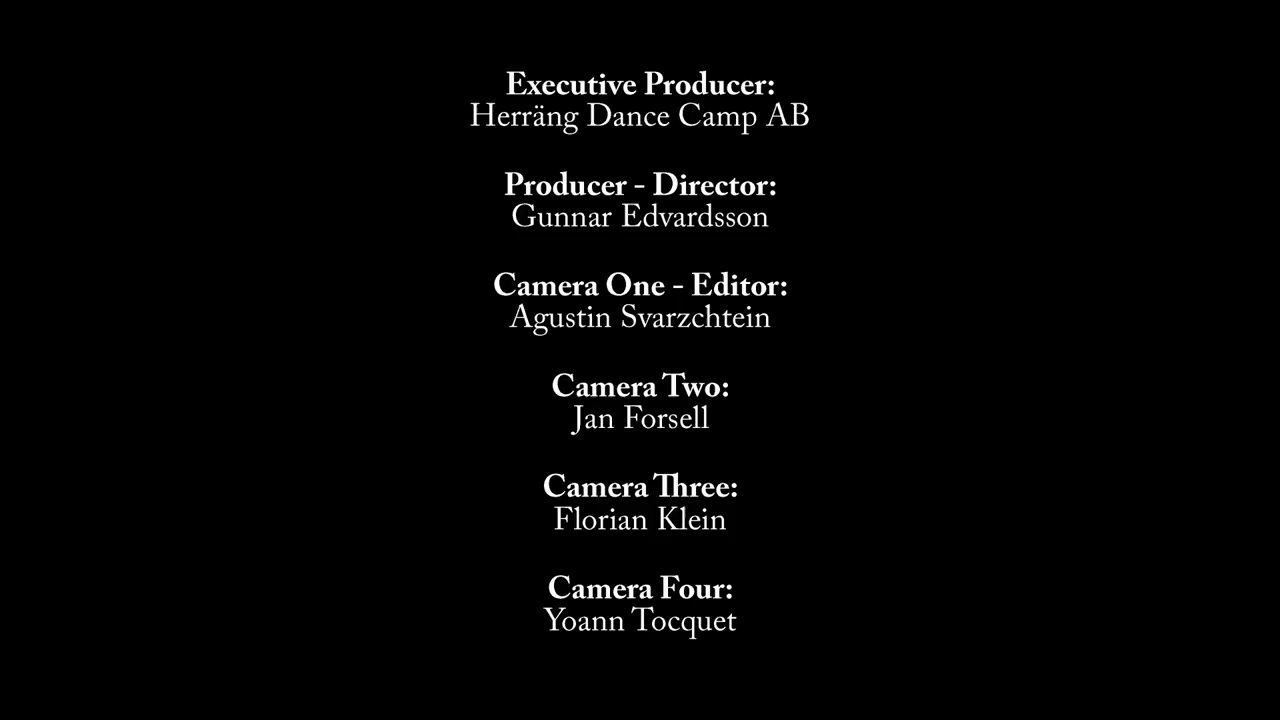 Executive Producer:
Herräng Dance Camp AB
Producer - Director:
Gunnar Edvardsson
Camera One - Editor:
Agustin Svarzchtein
Camera Two:
Jan Forsell
Camera Three:
Florian Klein
Camera Four:
Yoann Tocquet